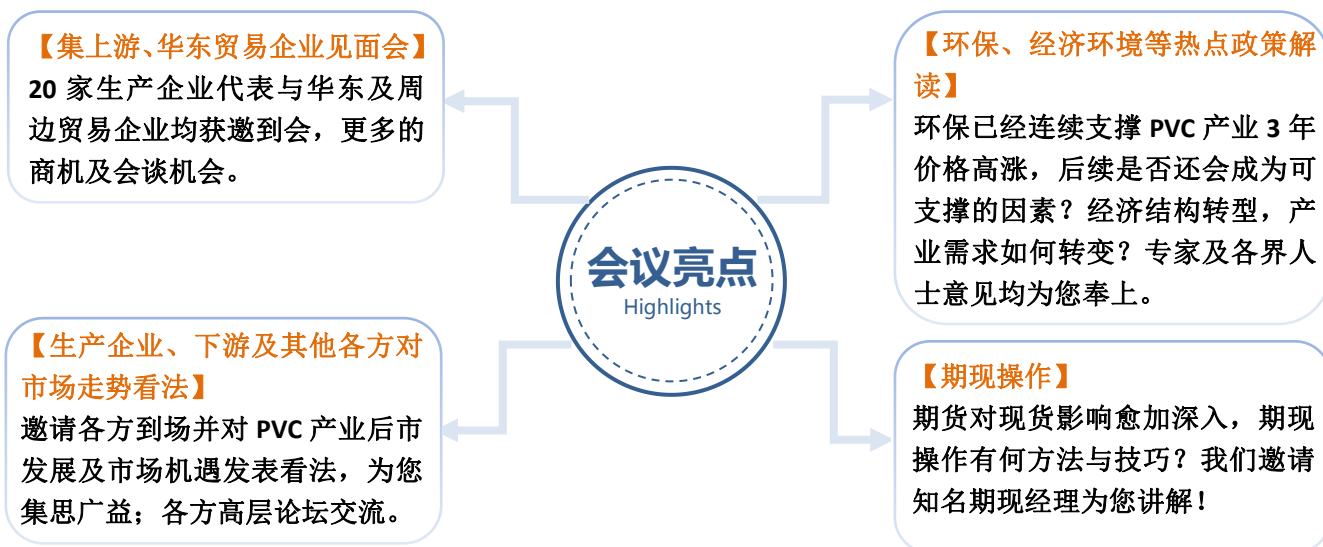 【集上游、华东贸易企业见面会】
20 家生产企业代表与华东及周
边贸易企业均获邀到会，更多的
商机及会谈机会。
【环保、经济环境等热点政策解
读】
环保已经连续支撑 PVC 产业 3 年
价格高涨，后续是否还会成为可
支撑的因素？经济结构转型，产
业需求如何转变？专家及各界人
士意见均为您奉上。
会议亮点
Highlights
【生产企业、下游及其他各方对
市场走势看法】
邀请各方到场并对 PVC 产业后市
发展及市场机遇发表看法，为您
集思广益；各方高层论坛交流。
【期现操作】
期货对现货影响愈加深入，期现
操作有何方法与技巧？我们邀请
知名期现经理为您讲解！